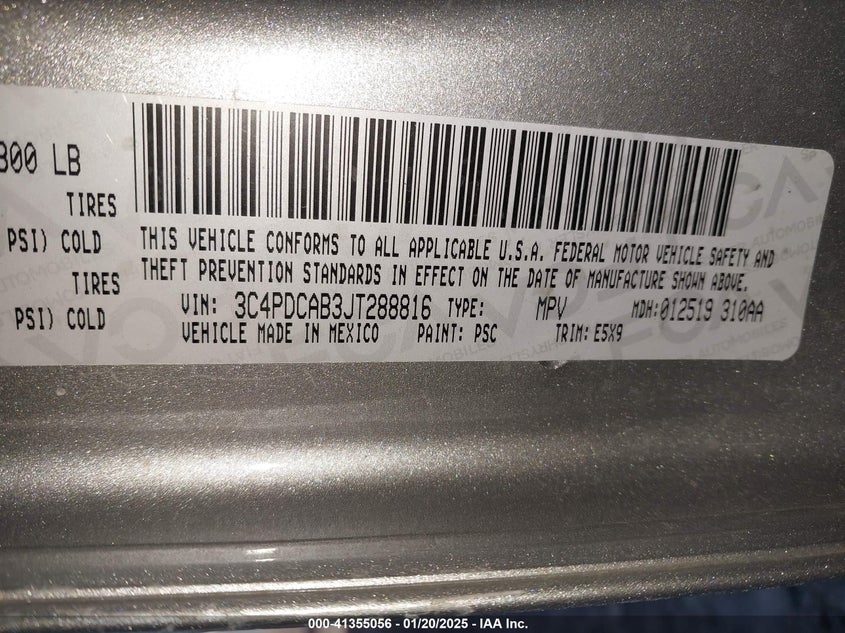 300 LB
TIRES
PSI) COLD
TIRES
PSI) COLD
THIS VEHICLE CONFORMS TO ALL APPLICABLE U.S.A. FEDERAL MOTOR VEHICLE SAFETY AND
THEFT PREVENTION STANDARDS IN EFFECT ON THE DATE OF MANUFACTURE SHOWN ABOVE.
VIN: 3C4PDCAB3JT288816 TYPE: MPV MDH: 012519 310AA
VEHICLE MADE IN MEXICO PAINT: PSC TRIM: E5X9
000-41355056 - 01/20/2025 - IAA Inc.